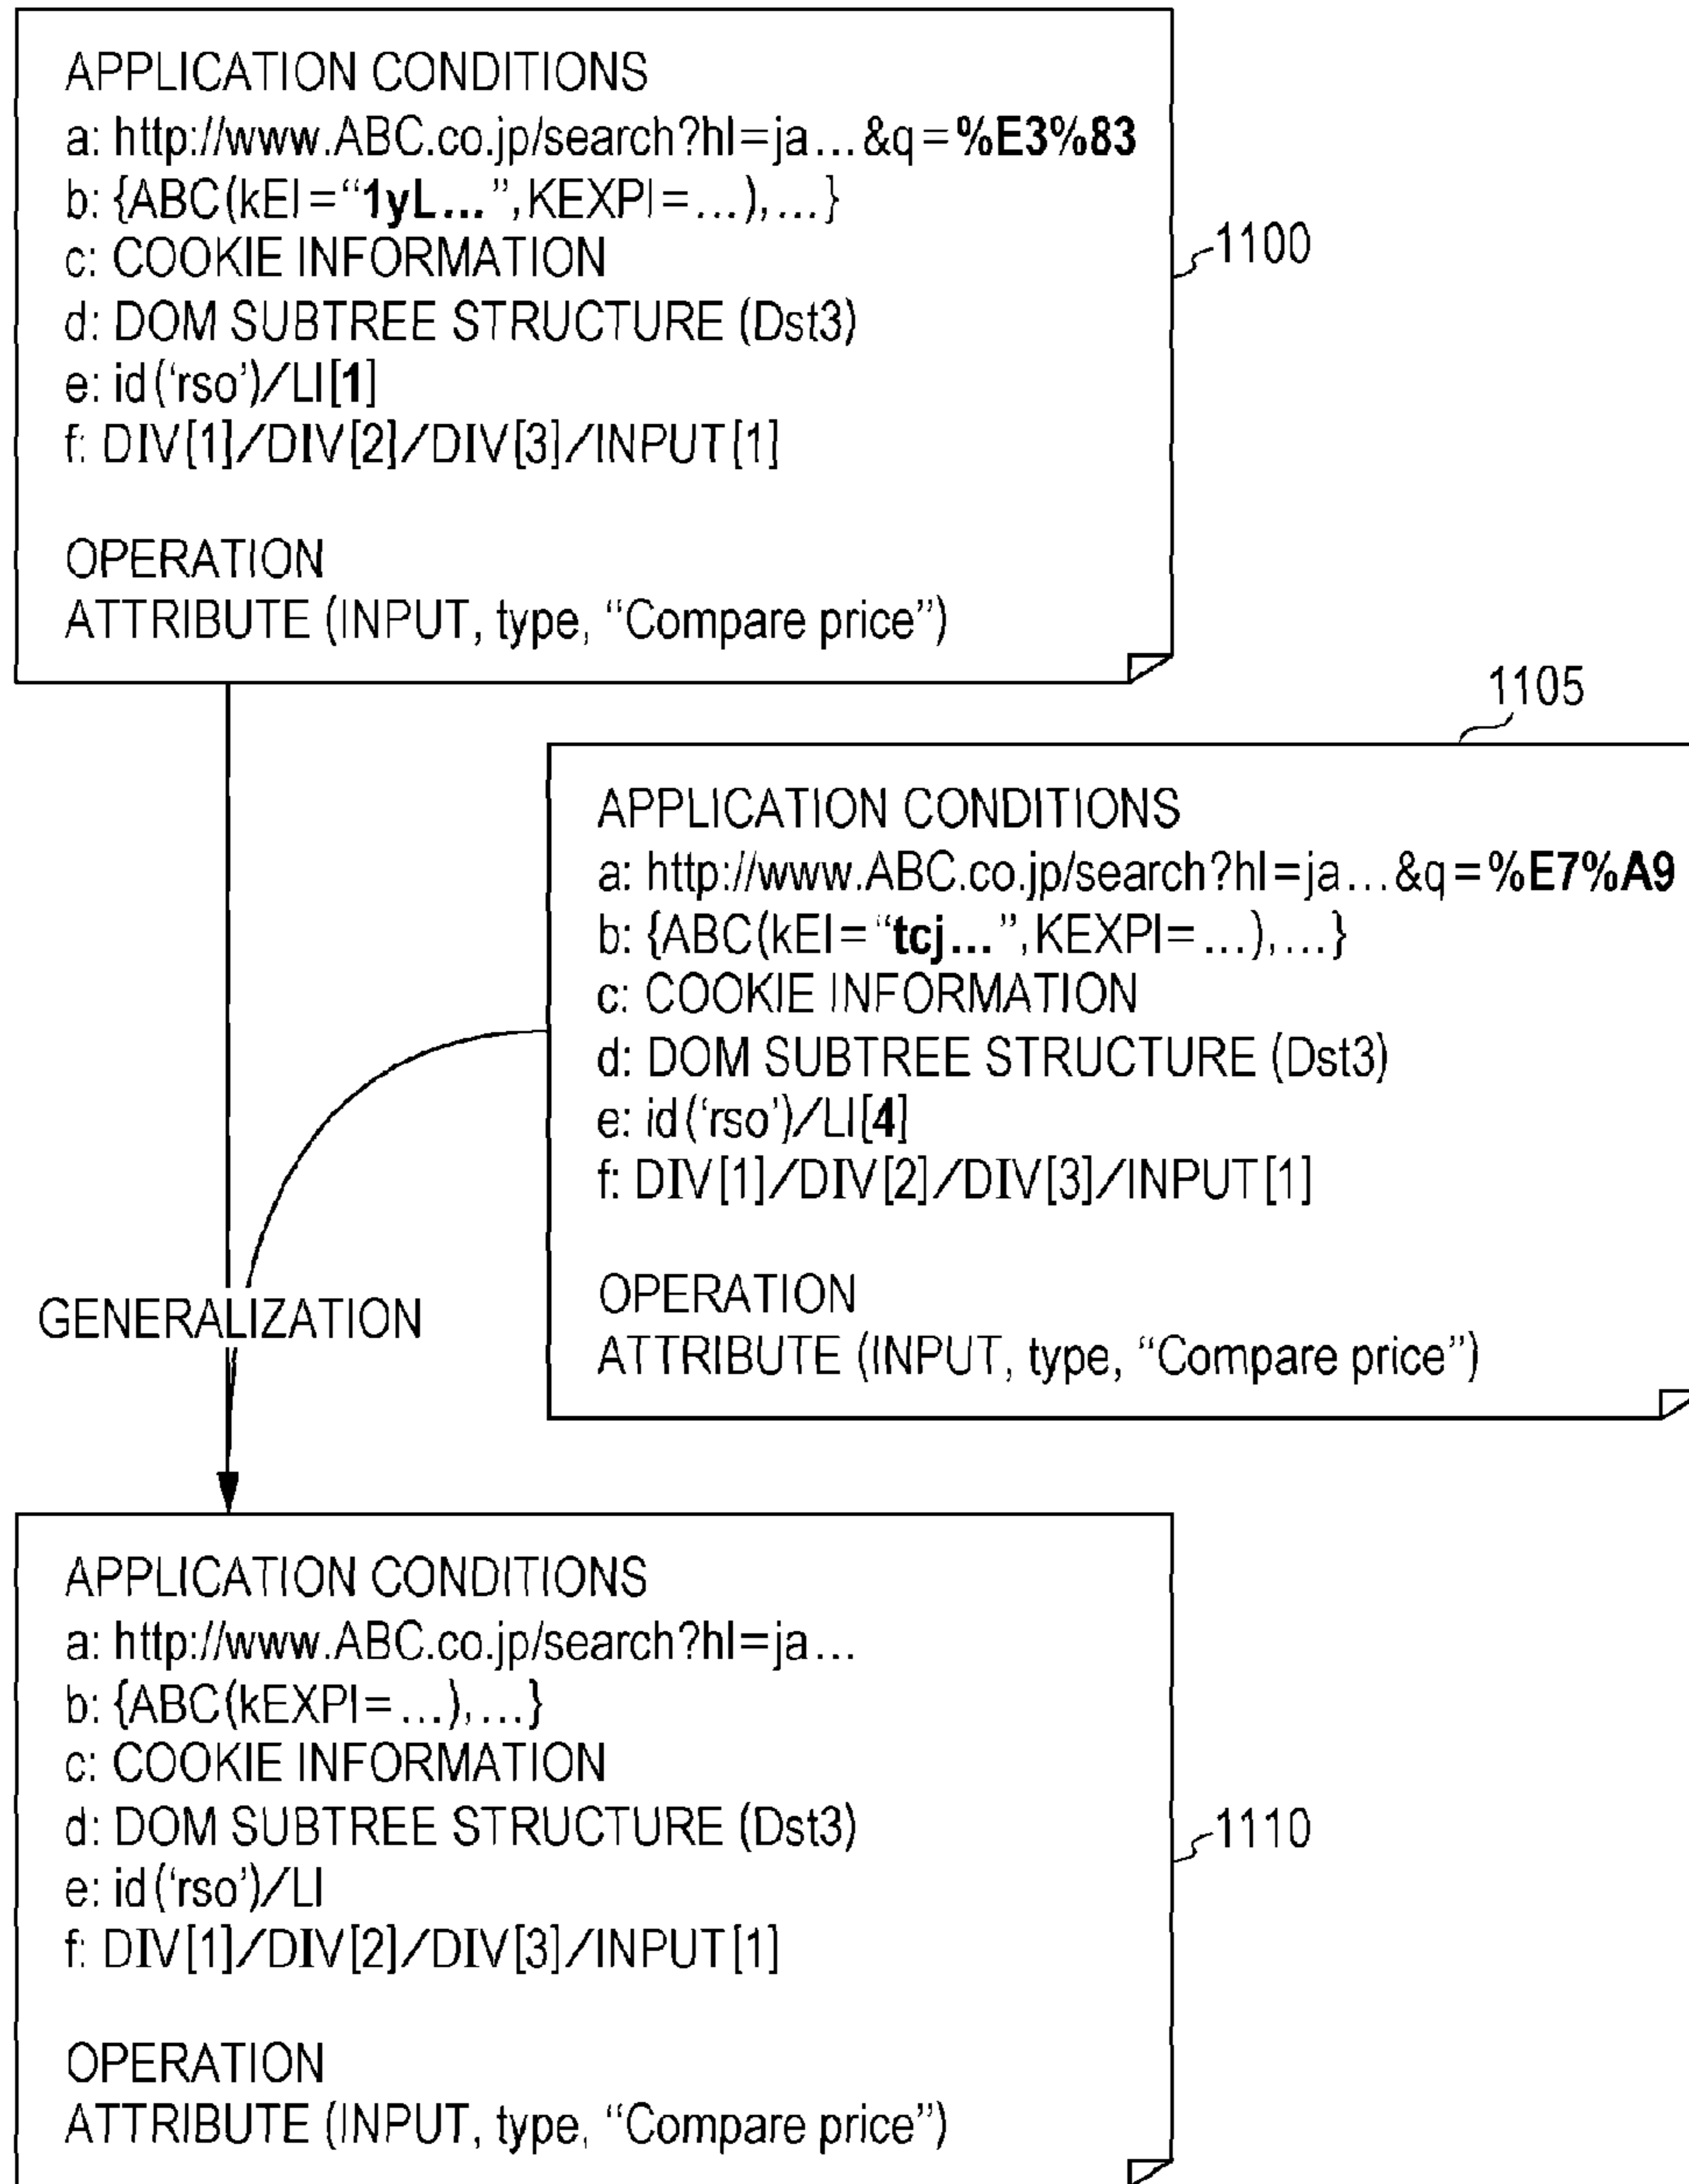 APPLICATION CONDITIONS
a: http://www.ABC.co.jp/search?hl=ja...&q=%E3%83
b: {ABC(kEI="1yL...",KEXPI=...),...}
c: COOKIE INFORMATION
d: DOM SUBTREE STRUCTURE (Dst3)
e: id('rso')/LI[1]
f: DIV[1]/DIV[2]/DIV[3]/INPUT[1]
OPERATION
ATTRIBUTE (INPUT, type, "Compare price")
1100
1105
APPLICATION CONDITIONS
a: http://www.ABC.co.jp/search?hl=ja...&q=%E7%A9
b: {ABC(kEI="tcj...",KEXPI=...),...}
c: COOKIE INFORMATION
d: DOM SUBTREE STRUCTURE (Dst3)
e: id('rso')/LI[4]
f: DIV[1]/DIV[2]/DIV[3]/INPUT[1]
OPERATION
ATTRIBUTE (INPUT, type, "Compare price")
GENERALIZATION
APPLICATION CONDITIONS
a: http://www.ABC.co.jp/search?hl=ja...
b: {ABC(kEXPI=...),...}
c: COOKIE INFORMATION
d: DOM SUBTREE STRUCTURE (Dst3)
e: id('rso')/LI
f: DIV[1]/DIV[2]/DIV[3]/INPUT[1]
OPERATION
ATTRIBUTE (INPUT, type, "Compare price")
1110